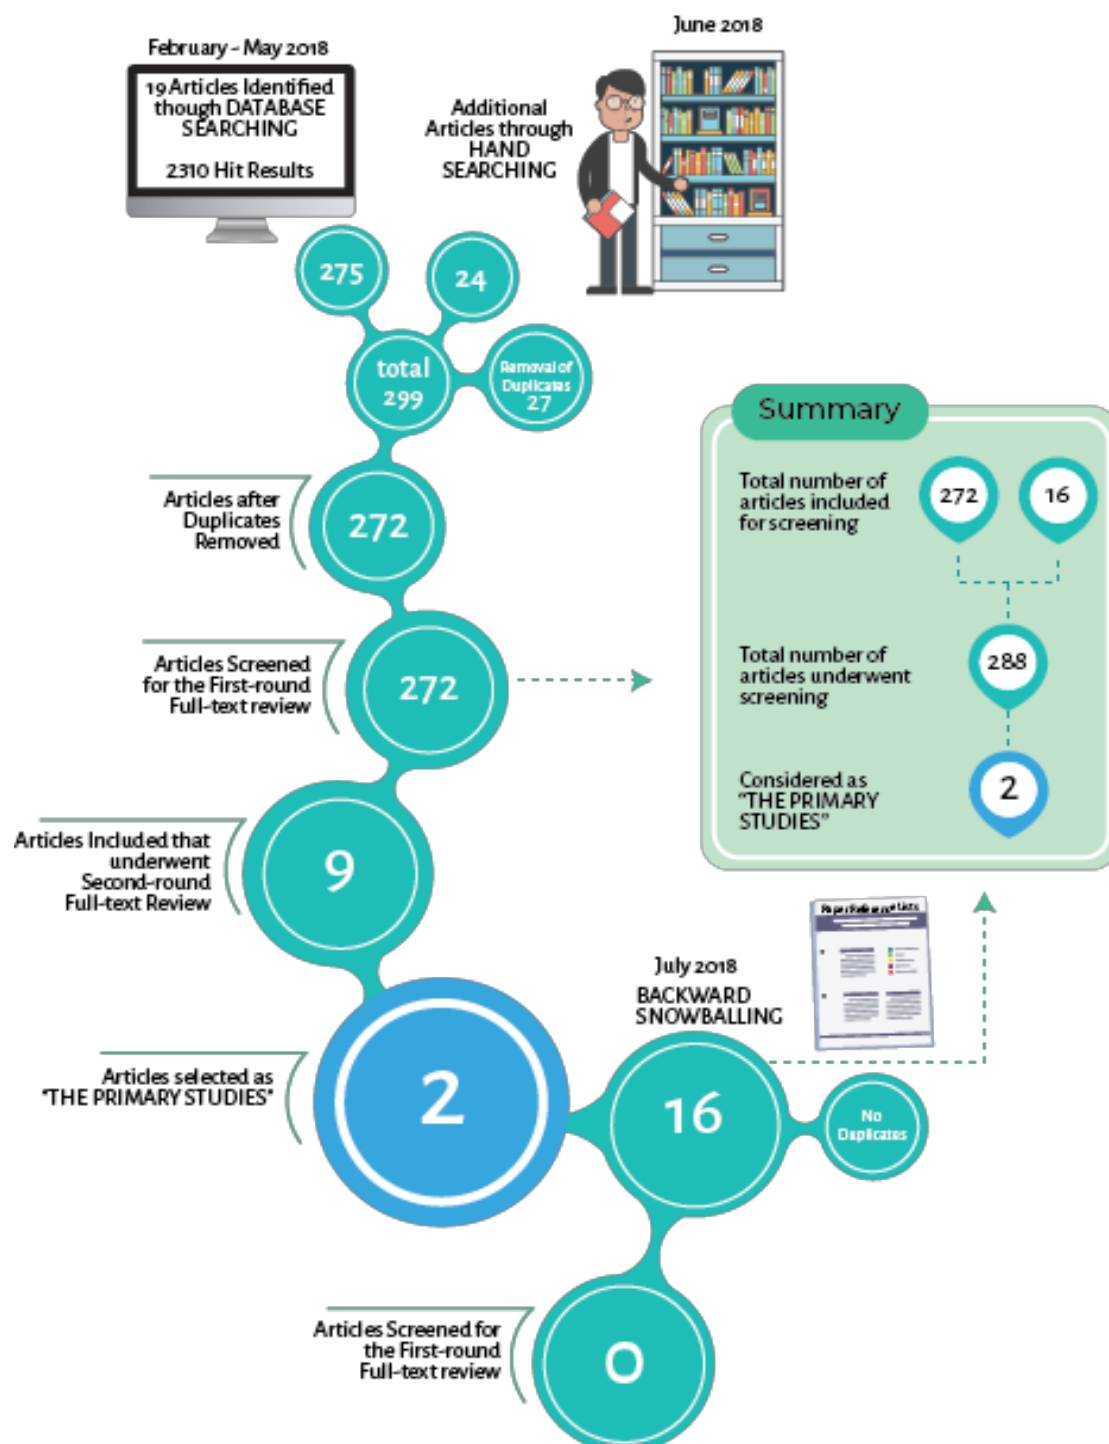 February - May 2018
19 Articles Identified
though DATABASE
SEARCHING
2310 Hit Results
June 2018
Additional
Articles through
HAND
SEARCHING
275
24
total
299
Removal of
Duplicates
27
Articles after
Duplicates
Removed
272
Articles Screened
for the First-round
Full-text review
272
Articles Included that
underwent
Second-round
Full-text Review
9
Articles selected as
"THE PRIMARY STUDIES"
2
July 2018
BACKWARD
SNOWBALLING
16
No
Duplicates
Articles Screened for
the First-round
Full-text review
0
Paper Reference Lists
Summary
Total number of
articles included
for screening
272
16
Total number of
articles underwent
screening
288
Considered as
"THE PRIMARY
STUDIES"
2